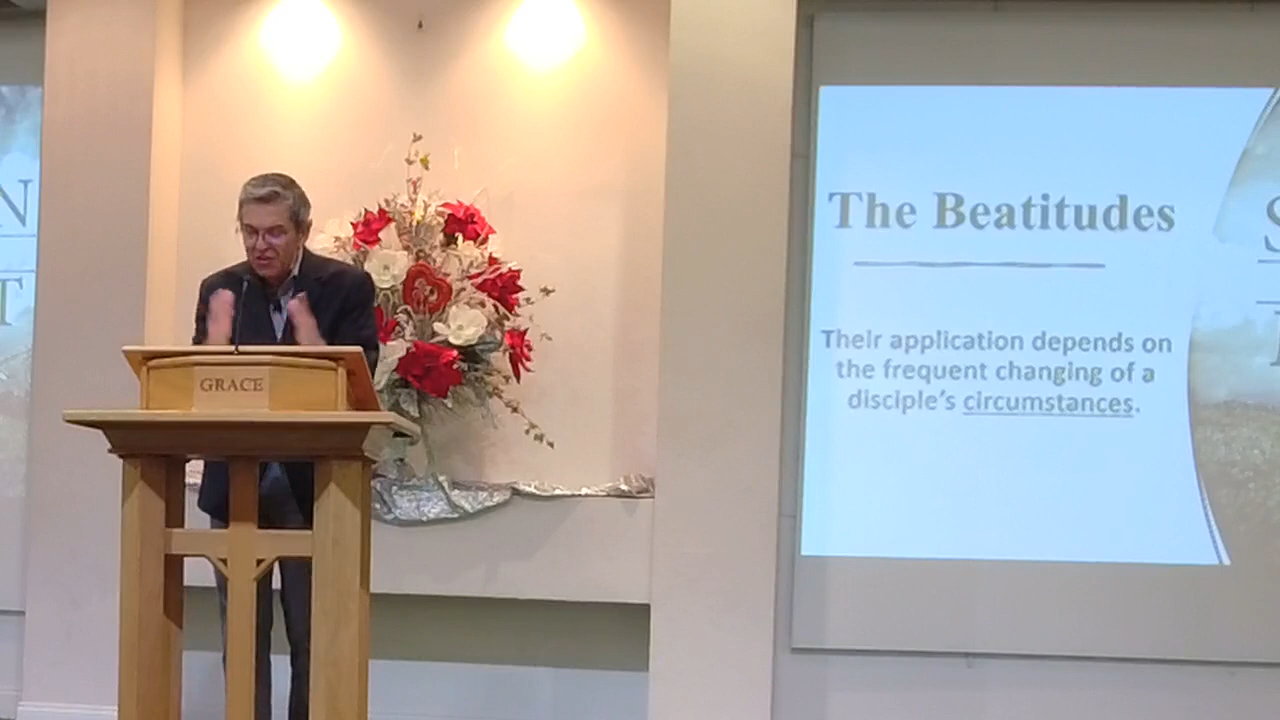 GRACE
The Beatitudes
Their application depends on
the frequent changing of a
disciple's circumstances.